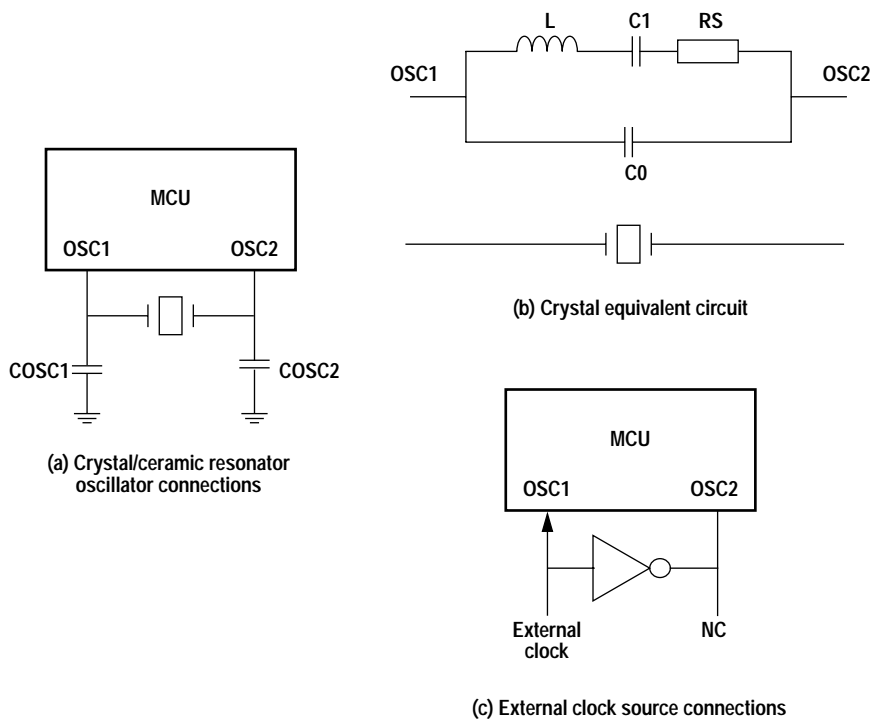 MCU
OSC1 OSC2
COSC1 COSC2
(a) Crystal/ceramic resonator
oscillator connections
L C1 RS
OSC1 OSC2
C0
(b) Crystal equivalent circuit
MCU
OSC1 OSC2
External
clock
NC
(c) External clock source connections